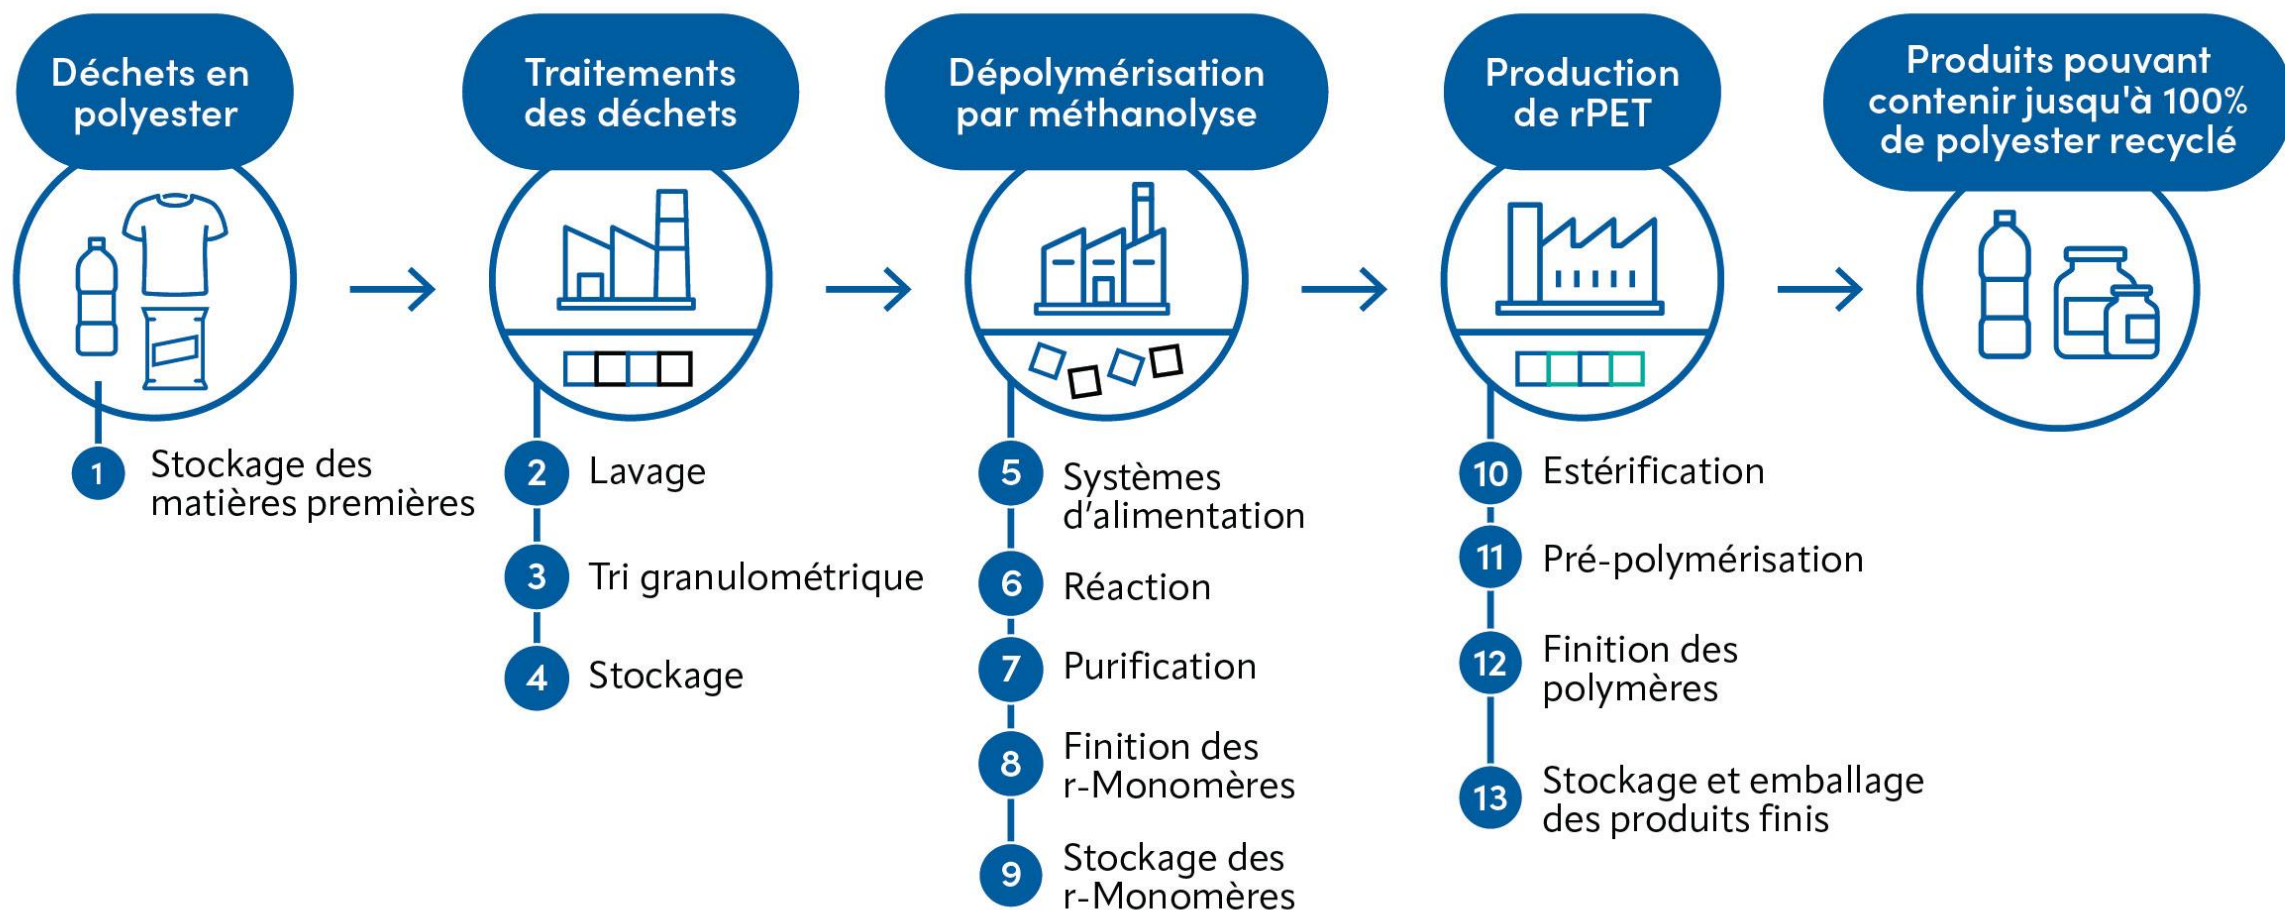 Déchets en
polyester
Traitements
des déchets
Dépolymérisation
par méthanolyse
Production
de rPET
Produits pouvant
contenir jusqu'à 100%
de polyester recyclé
1 Stockage des
matières premières
2 Lavage
3 Tri granulométrique
4 Stockage
5 Systèmes
d’alimentation
6 Réaction
7 Purification
8 Finition des
r-Monomères
9 Stockage des
r-Monomères
10 Estérification
11 Pré-polymérisation
12 Finition des
polymères
13 Stockage et emballage
des produits finis